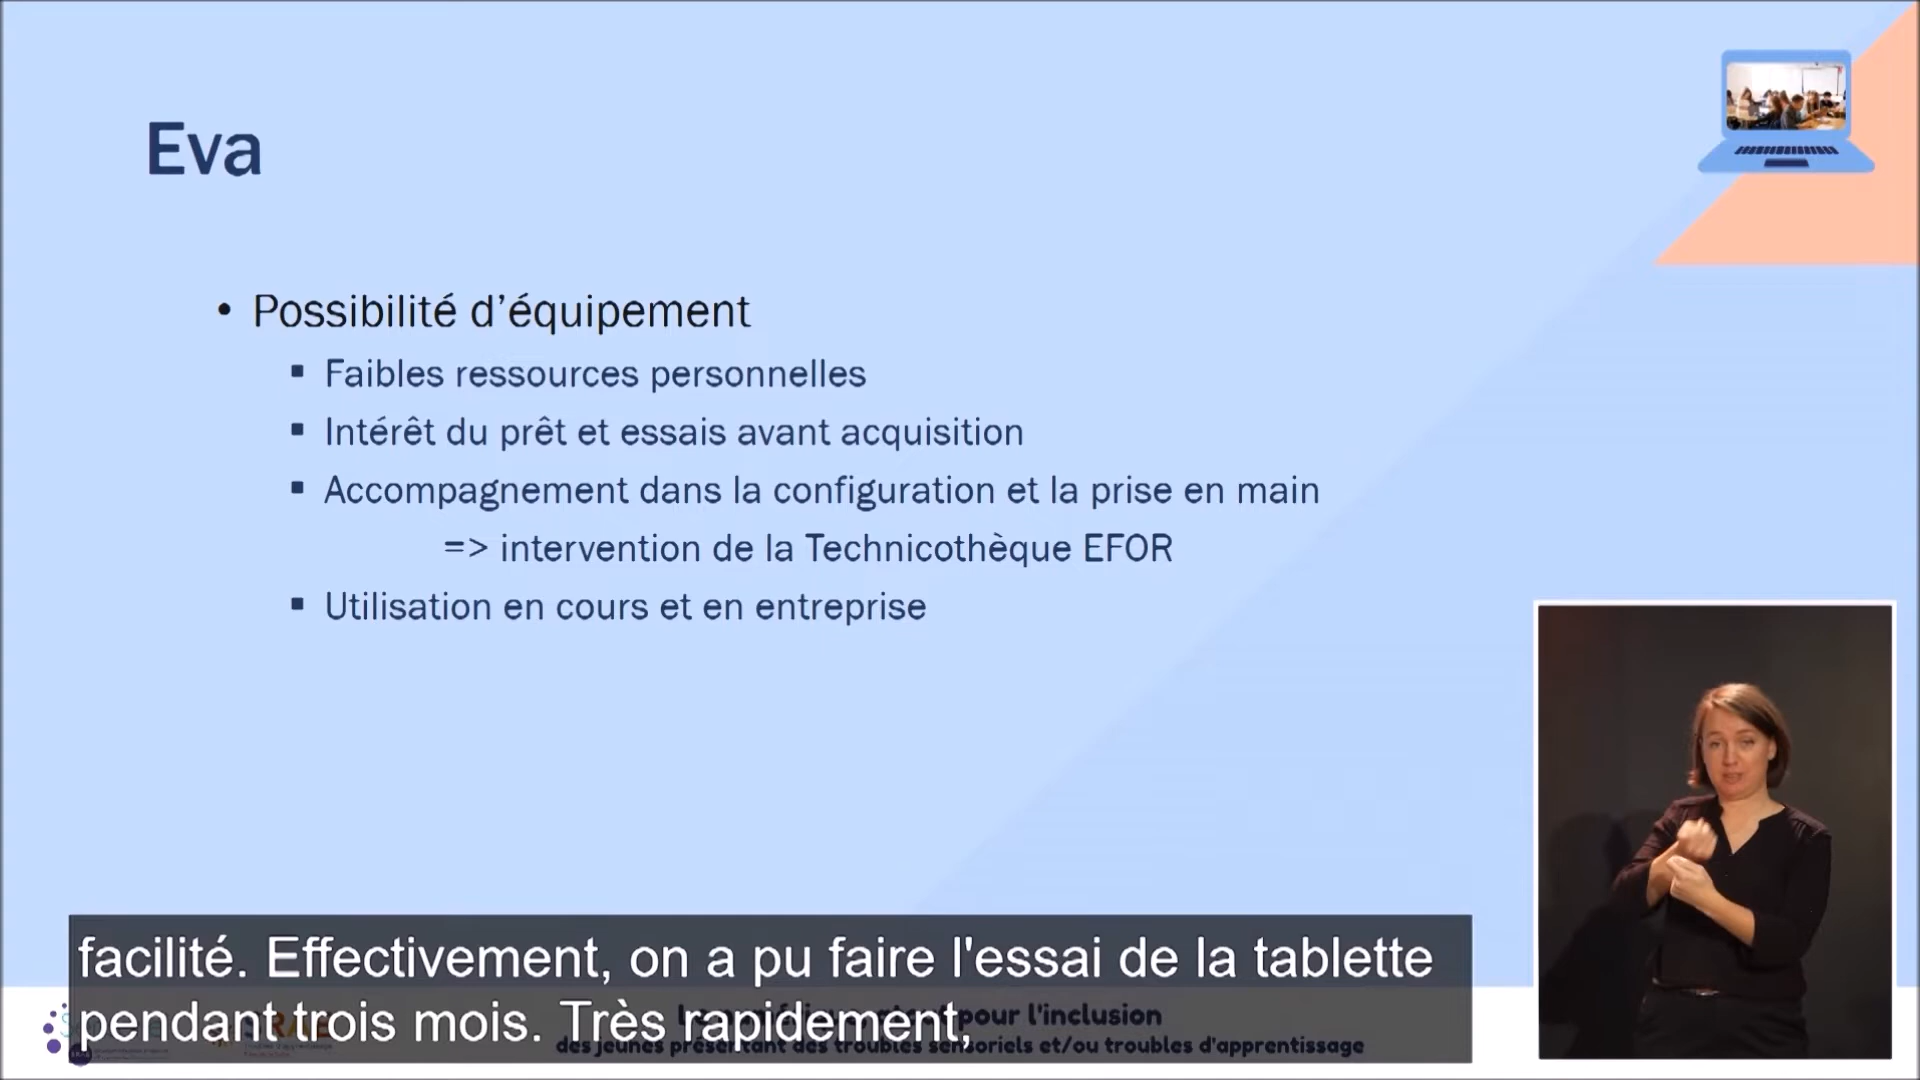 Eva
• Possibilité d’équipement
▪ Faibles ressources personnelles
▪ Intérêt du prêt et essais avant acquisition
▪ Accompagnement dans la configuration et la prise en main
=> intervention de la Technicothèque EFOR
▪ Utilisation en cours et en entreprise
facilité. Effectivement, on a pu faire l'essai de la tablette
pendant trois mois. Très rapidement,
pour l'inclusion
des jeunes présentant des troubles sensoriels et/ou troubles d'apprentissage